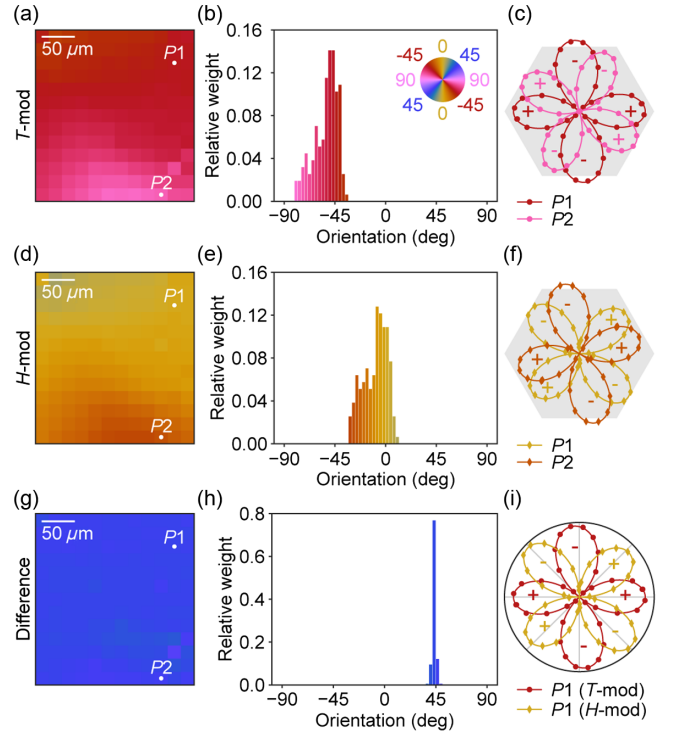 (a)
50 μm
P1
P2
T-mod
(b)
0.16
0.12
0.08
0.04
0.00
Relative weight
−90 −45 0 45 90
Orientation (deg)
0
-45 45
90 90
45 -45
0
(c)
- -
+ +
+ +
- -
P1
P2
(d)
50 μm
P1
P2
H-mod
(e)
0.16
0.12
0.08
0.04
0.00
Relative weight
−90 −45 0 45 90
Orientation (deg)
(f)
-
- +
+ +
+ -
-
P1
P2
(g)
50 μm
P1
P2
Difference
(h)
0.8
0.6
0.4
0.2
0.0
Relative weight
−90 −45 0 45 90
Orientation (deg)
(i)
-
- +
+ +
+ -
-
P1 (T-mod)
P1 (H-mod)